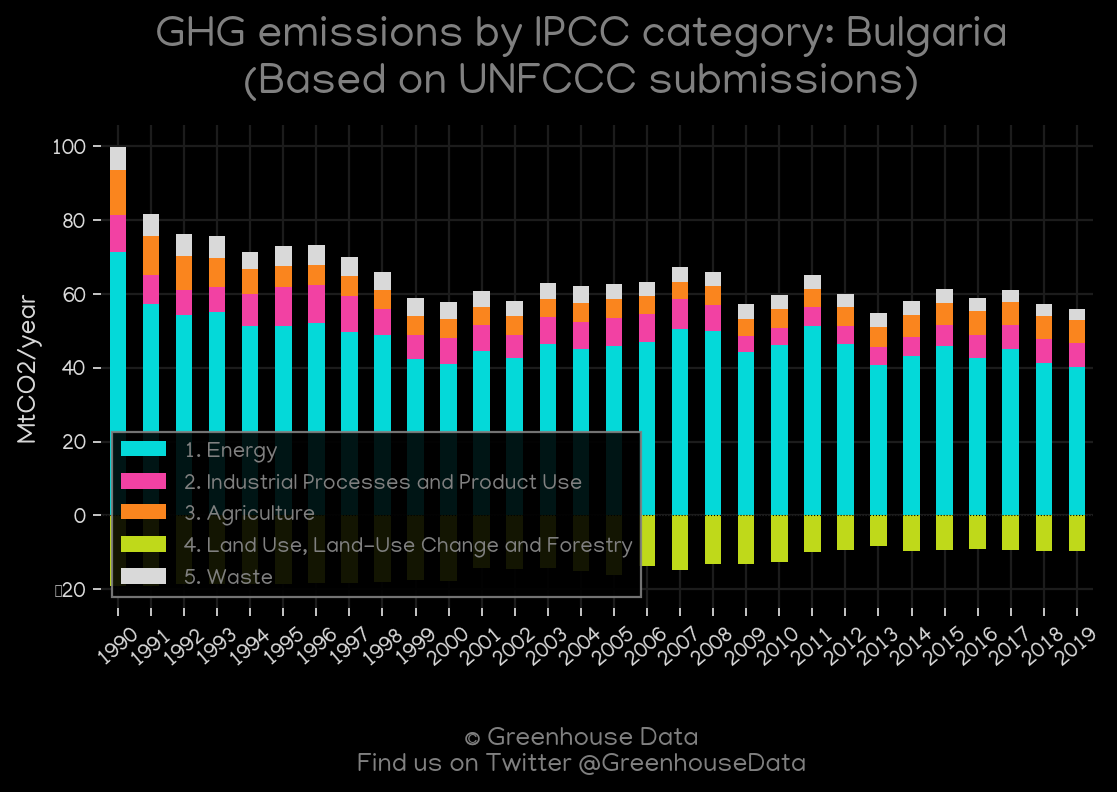 GHG emissions by IPCC category: Bulgaria
(Based on UNFCCC submissions)
MtCO2/year
100
80
60
40
20
0
▯20
1. Energy
2. Industrial Processes and Product Use
3. Agriculture
4. Land Use, Land-Use Change and Forestry
5. Waste
1990 1991 1992 1993 1994 1995 1996 1997 1998 1999 2000 2001 2002 2003 2004 2005 2006 2007 2008 2009 2010 2011 2012 2013 2014 2015 2016 2017 2018 2019
© Greenhouse Data
Find us on Twitter @GreenhouseData